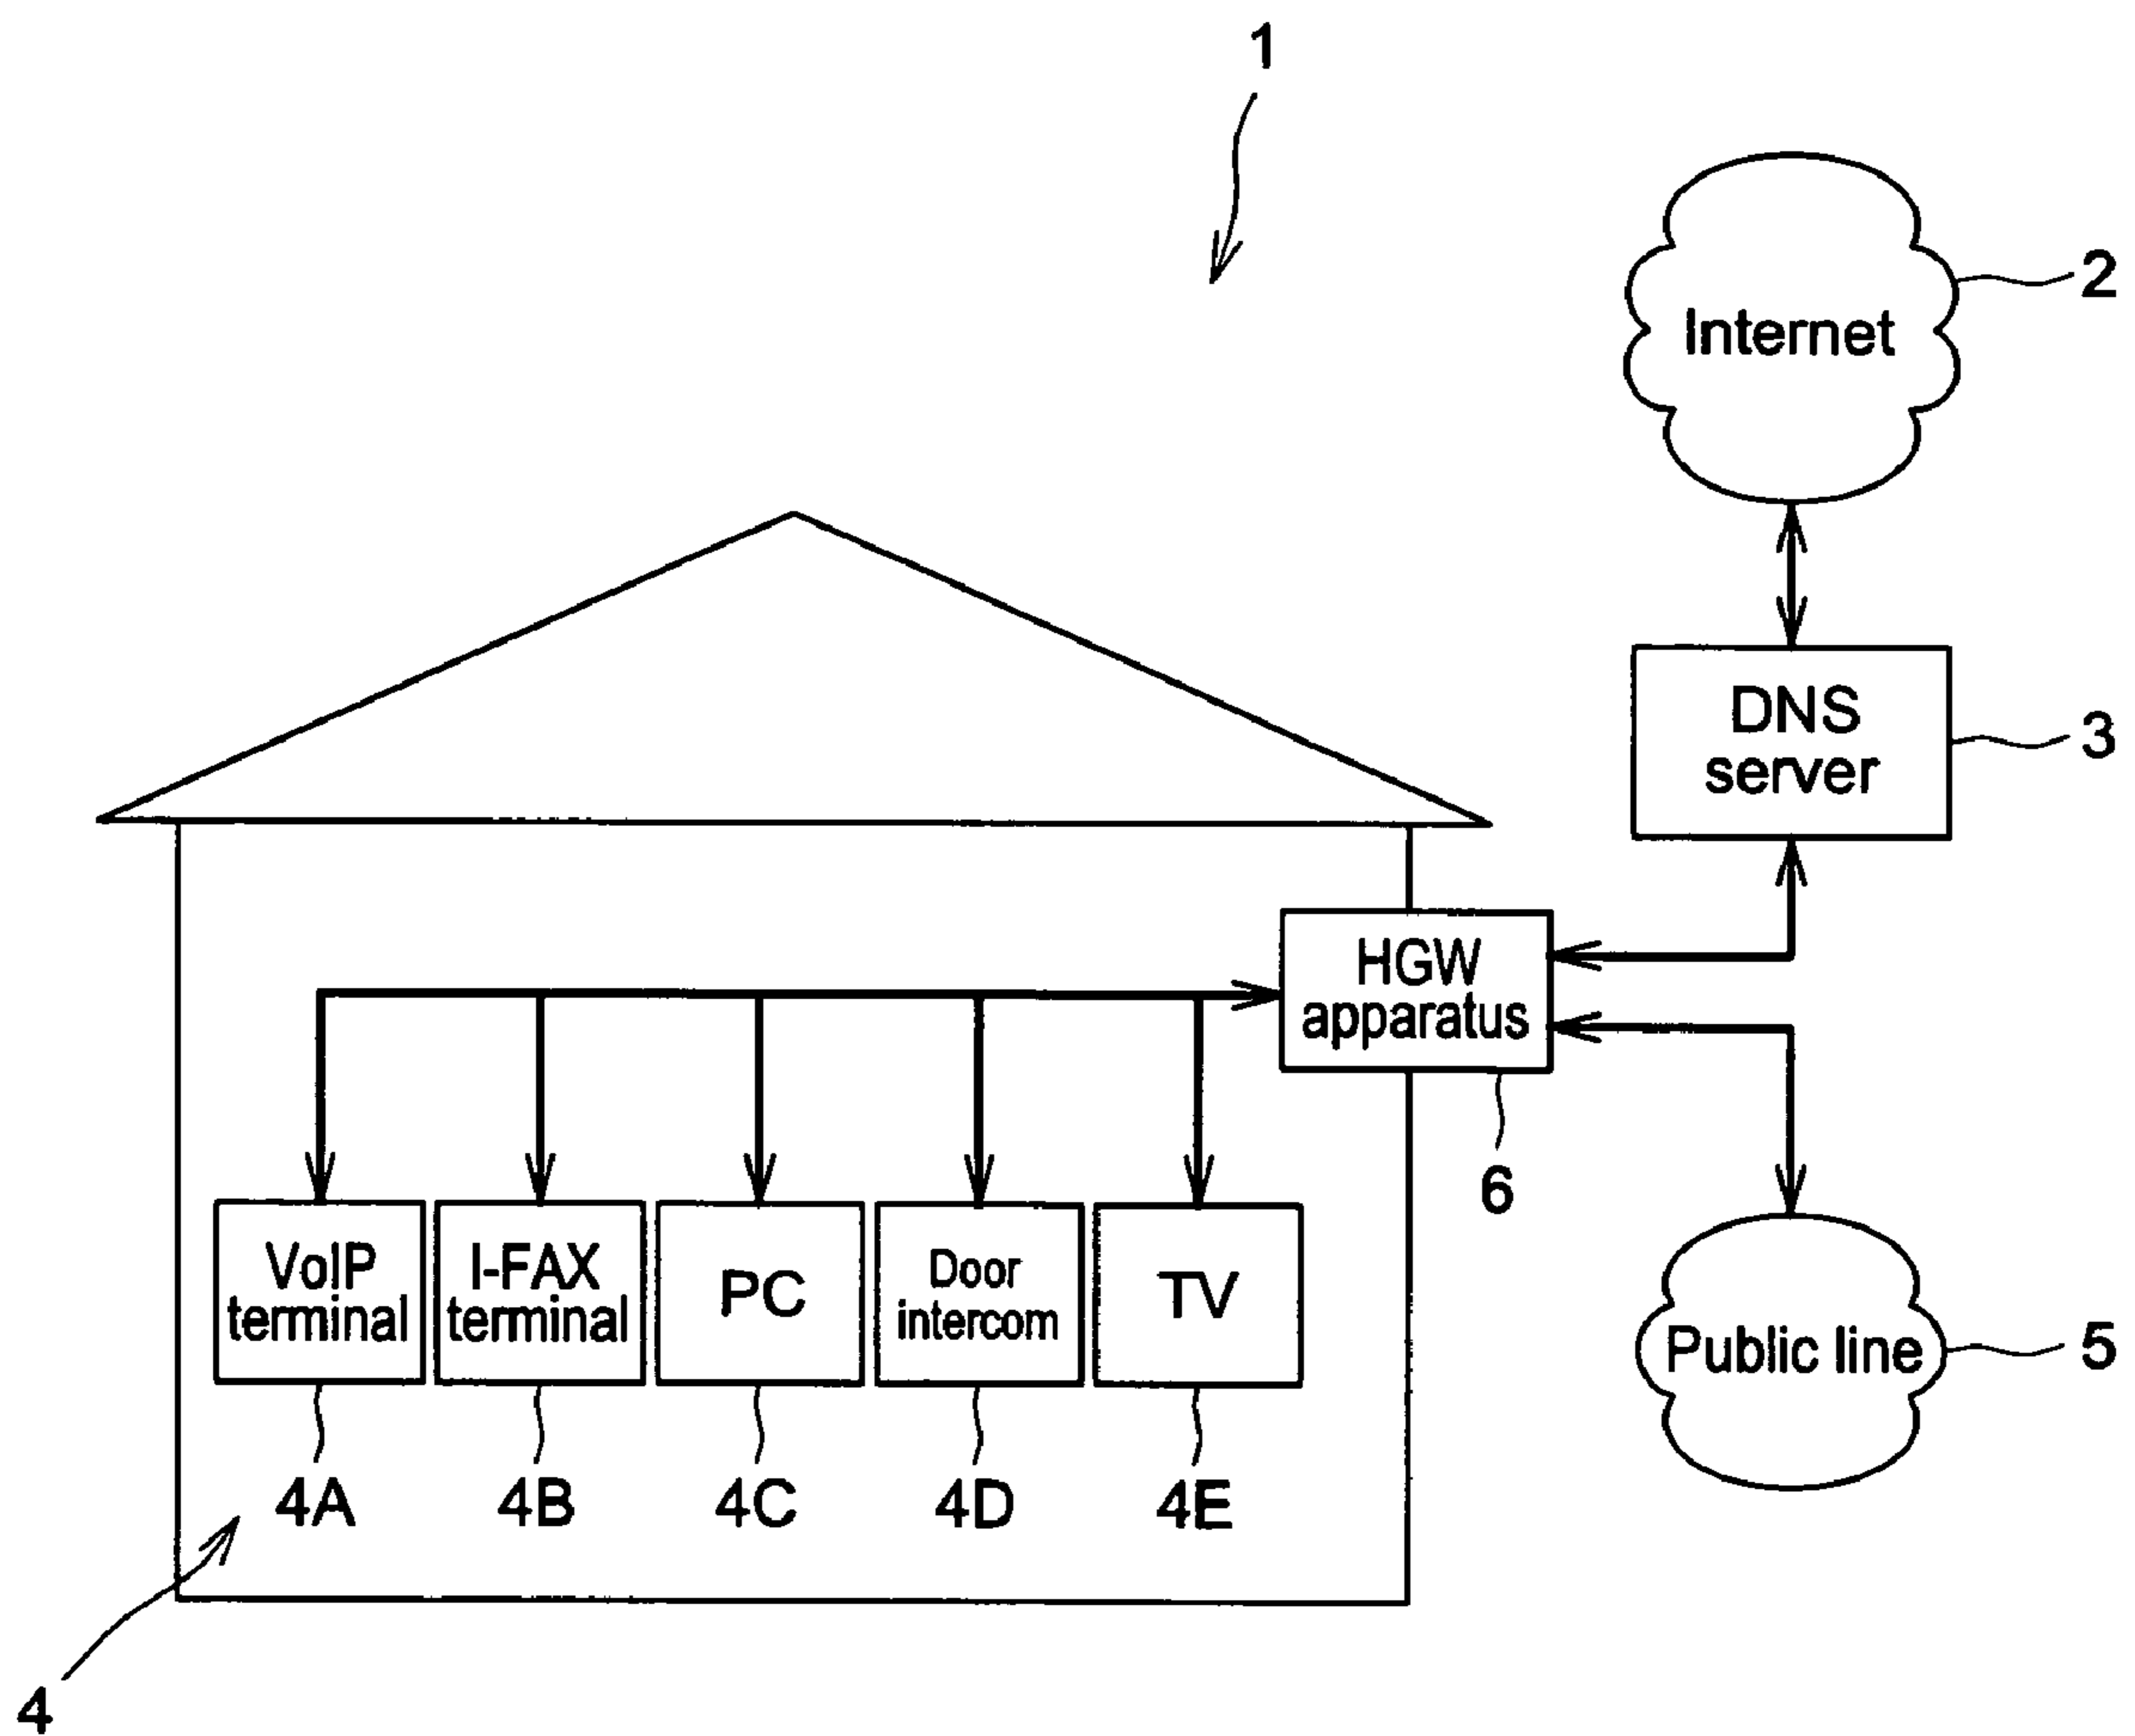 1
Internet
2
DNS
server
3
HGW
apparatus
6
VoIP
terminal
I-FAX
terminal
PC
Door
intercom
TV
Public line
5
4A
4B
4C
4D
4E
4